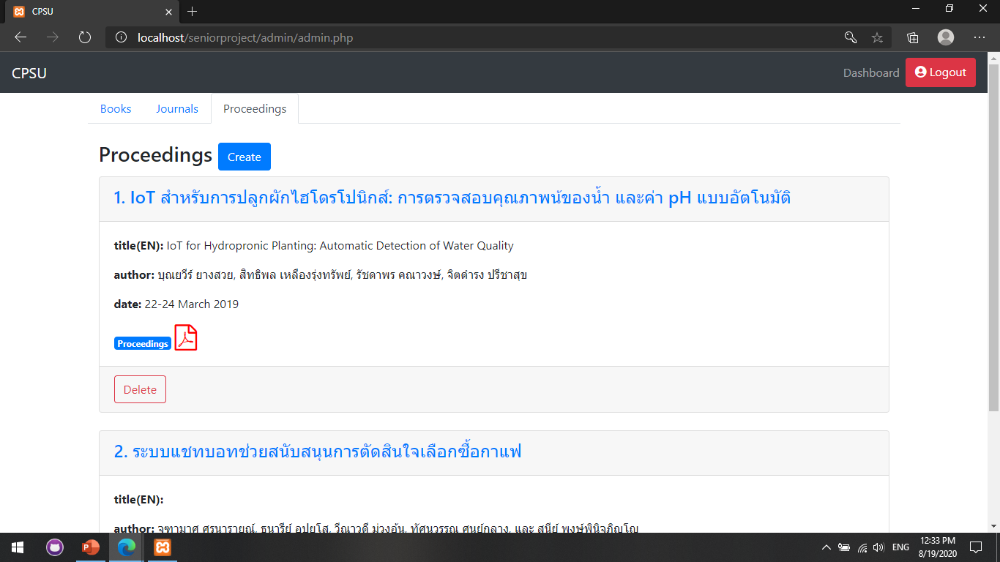 CPSU
localhost/seniorproject/admin/admin.php
CPSU
Dashboard
Logout
Books
Journals
Proceedings
Proceedings
Create
1. IoT สำหรับการปลูกผักไฮโดรโปนิกส์: การตรวจสอบคุณภาพน้ของน้ำ และค่า pH แบบอัตโนมัติ
title(EN): IoT for Hydropronic Planting: Automatic Detection of Water Quality
author: บุณยวีร์ ยางสวย, สิทธิพล เหลืองรุ่งทรัพย์, รัชดาพร คณาวงษ์, จิตดำรง ปรีชาสุข
date: 22-24 March 2019
Proceedings
Delete
2. ระบบแชทบอทช่วยสนับสนุนการตัดสินใจเลือกซื้อกาแฟ
title(EN):
author: จุฑามาศ ศรนารายณ์, ธนารีย์ อุปยโส, วีณาวดี ม่วงอ้น, ทัศนวรรณ ศูนย์กลาง, และ สุนีย์ พงษ์พินิจภิญโญ
ENG
12:33 PM
8/19/2020